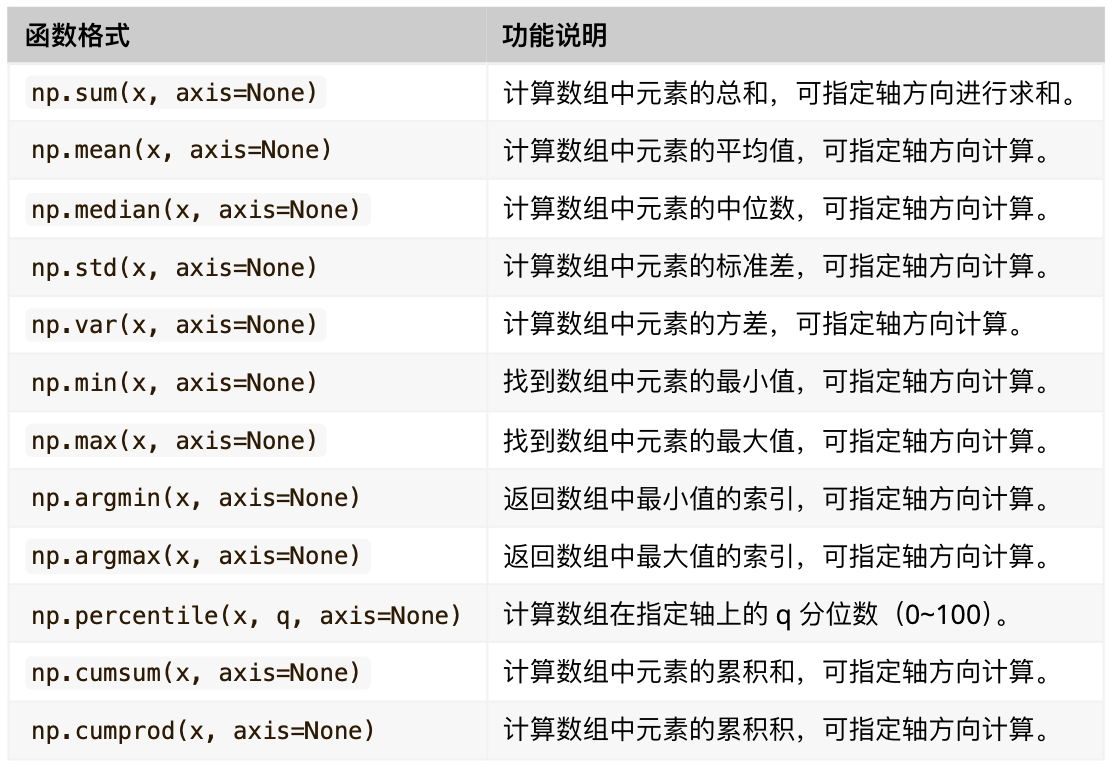 函数格式 功能说明
np.sum(x, axis=None) 计算数组中元素的总和，可指定轴方向进行求和。
np.mean(x, axis=None) 计算数组中元素的平均值，可指定轴方向计算。
np.median(x, axis=None) 计算数组中元素的中位数，可指定轴方向计算。
np.std(x, axis=None) 计算数组中元素的标准差，可指定轴方向计算。
np.var(x, axis=None) 计算数组中元素的方差，可指定轴方向计算。
np.min(x, axis=None) 找到数组中元素的最小值，可指定轴方向计算。
np.max(x, axis=None) 找到数组中元素的最大值，可指定轴方向计算。
np.argmin(x, axis=None) 返回数组中最小值的索引，可指定轴方向计算。
np.argmax(x, axis=None) 返回数组中最大值的索引，可指定轴方向计算。
np.percentile(x, q, axis=None) 计算数组在指定轴上的 q 分位数（0~100）。
np.cumsum(x, axis=None) 计算数组中元素的累积和，可指定轴方向计算。
np.cumprod(x, axis=None) 计算数组中元素的累积积，可指定轴方向计算。